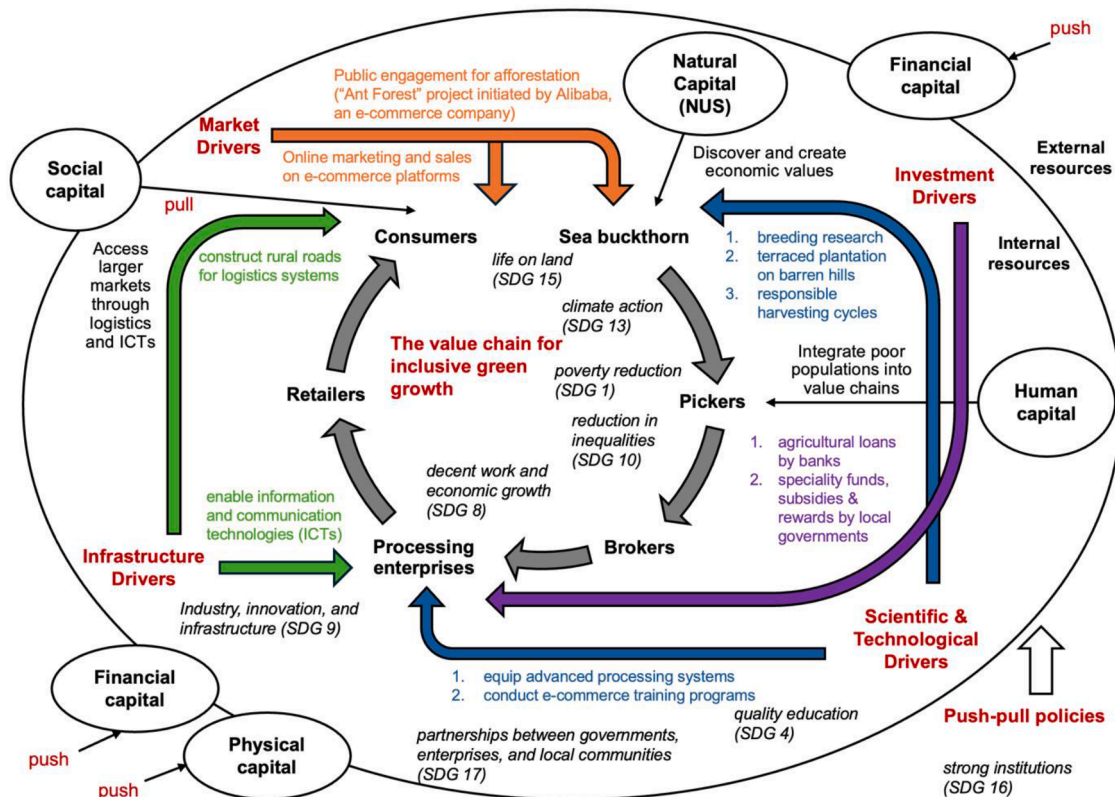 push
Natural
Capital
(NUS)
Financial
capital
Public engagement for afforestation
(“Ant Forest” project initiated by Alibaba,
an e-commerce company)
Market
Drivers
Online marketing and sales
on e-commerce platforms
Social
capital
pull
Discover and create
economic values
External
resources
Investment
Drivers
Internal
resources
Access
larger
markets
through
logistics
and ICTs
construct rural roads
for logistics systems
Consumers
Sea buckthorn
1. breeding research
2. terraced plantation
on barren hills
3. responsible
harvesting cycles
life on land
(SDG 15)
climate action
(SDG 13)
The value chain for
inclusive green
growth
poverty reduction
(SDG 1)
Integrate poor
populations into
value chains
Human
capital
Retailers
Pickers
reduction in
inequalities
(SDG 10)
1. agricultural loans
by banks
2. speciality funds,
subsidies &
rewards by local
governments
decent work and
economic growth
(SDG 8)
enable information
and communication
technologies (ICTs)
Infrastructure
Drivers
Processing
enterprises
Brokers
Industry, innovation, and
infrastructure (SDG 9)
Scientific &
Technological
Drivers
1. equip advanced processing systems
2. conduct e-commerce training programs
Financial
capital
push
Physical
capital
push
partnerships between governments,
enterprises, and local communities
(SDG 17)
quality education
(SDG 4)
Push-pull policies
strong institutions
(SDG 16)